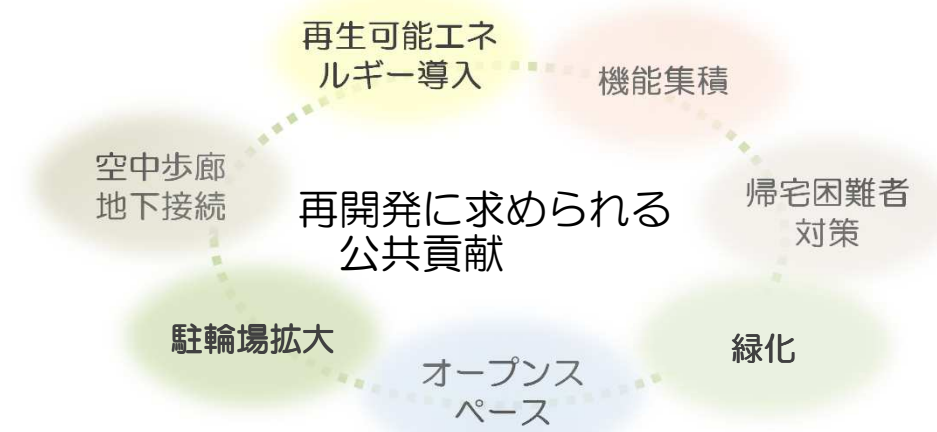 再生可能エネ
ルギー導入
機能集積
空中歩廊
地下接続
帰宅困難者
対策
再開発に求められる
公共貢献
駐輪場拡大
緑化
オープンス
ペース